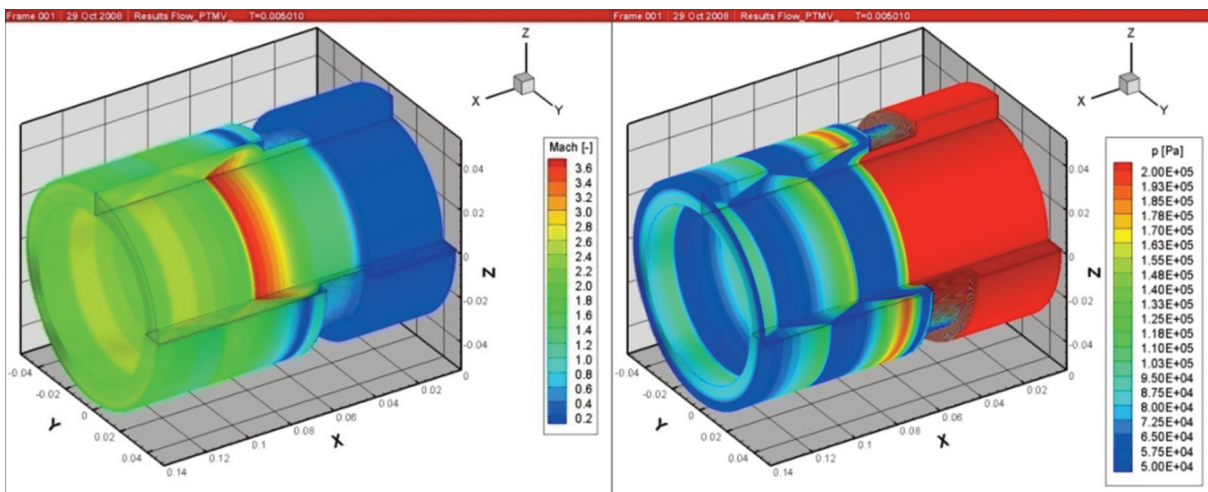 Frame 001 | 29 Oct 2008 | Results Flow_PTMV_ T=0.005010
Z
X
Y
Mach [-]
3.6
3.4
3.2
3.0
2.8
2.6
2.4
2.2
2.0
1.8
1.6
1.4
1.2
1.0
0.8
0.6
0.4
0.2
0.04
0.02
0
-0.02
-0.04
Z
0
0.02
0.04
0.06
0.08
0.1
0.12
0.14
X
-0.04
-0.02
0
0.02
0.04
Y
Frame 001 | 29 Oct 2008 | Results Flow_PTMV_ T=0.005010
Z
X
Y
p [Pa]
2.00E+05
1.93E+05
1.85E+05
1.78E+05
1.70E+05
1.63E+05
1.55E+05
1.48E+05
1.40E+05
1.33E+05
1.25E+05
1.18E+05
1.10E+05
1.03E+05
9.50E+04
8.75E+04
8.00E+04
7.25E+04
6.50E+04
5.75E+04
5.00E+04
0.04
0.02
0
-0.02
-0.04
Z
0
0.02
0.04
0.06
0.08
0.1
0.12
0.14
X
-0.04
-0.02
0
0.02
0.04
Y